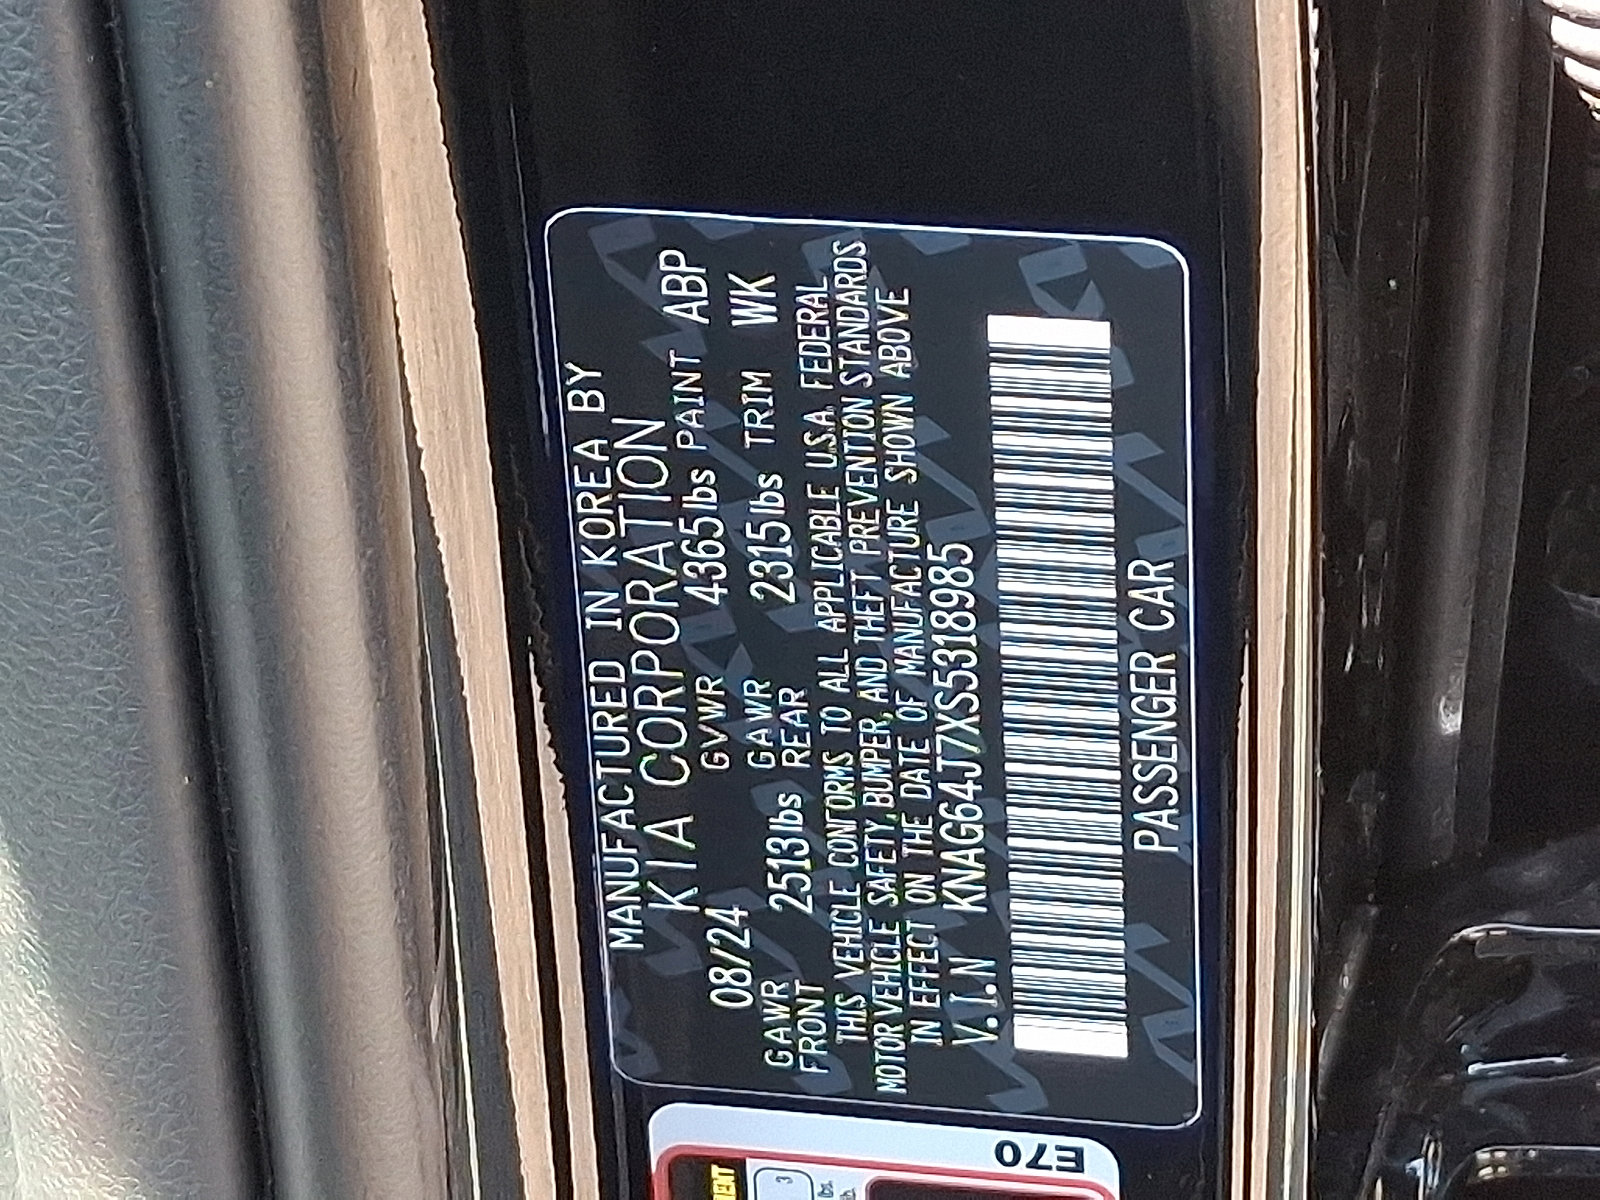 MANUFACTURED IN KOREA BY
KIA CORPORATION
08/24 GVWR 4365lbs PAINT ABP
GAWR FRONT 2513lbs GAWR REAR 2315lbs TRIM WK
THIS VEHICLE CONFORMS TO ALL APPLICABLE U.S.A. FEDERAL
MOTOR VEHICLE SAFETY, BUMPER, AND THEFT PREVENTION STANDARDS
IN EFFECT ON THE DATE OF MANUFACTURE SHOWN ABOVE
V.I.N KNAG64J7XS5318985
PASSENGER CAR
E70
3